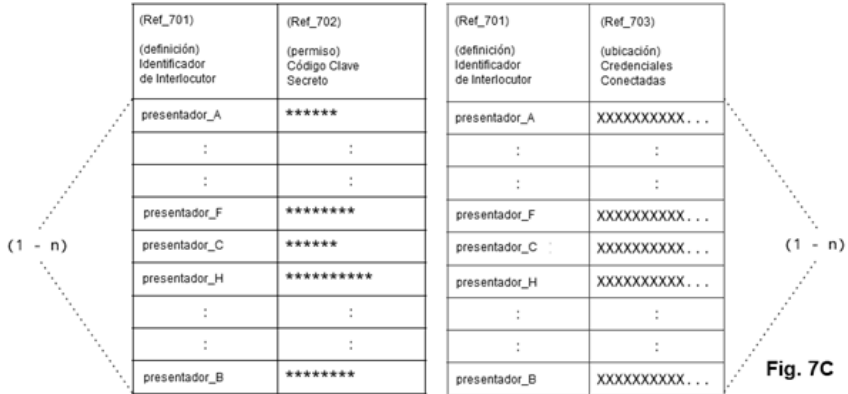 (Ref_701) (Ref_702)
(definición) (permiso)
Identificador Código Clave
de Interlocutor Secreto
presentador_A ******
: :
: :
presentador_F ********
presentador_C ******
presentador_H **********
: :
: :
presentador_B ********
(Ref_701) (Ref_703)
(definición) (ubicación)
Identificador Credenciales
de Interlocutor Conectadas
presentador_A XXXXXXXXXX...
: :
: :
presentador_F XXXXXXXXXX...
presentador_C XXXXXXXXXX...
presentador_H XXXXXXXXXX...
: :
: :
presentador_B XXXXXXXXXX...
(1 - n)
(1 - n)
Fig. 7C